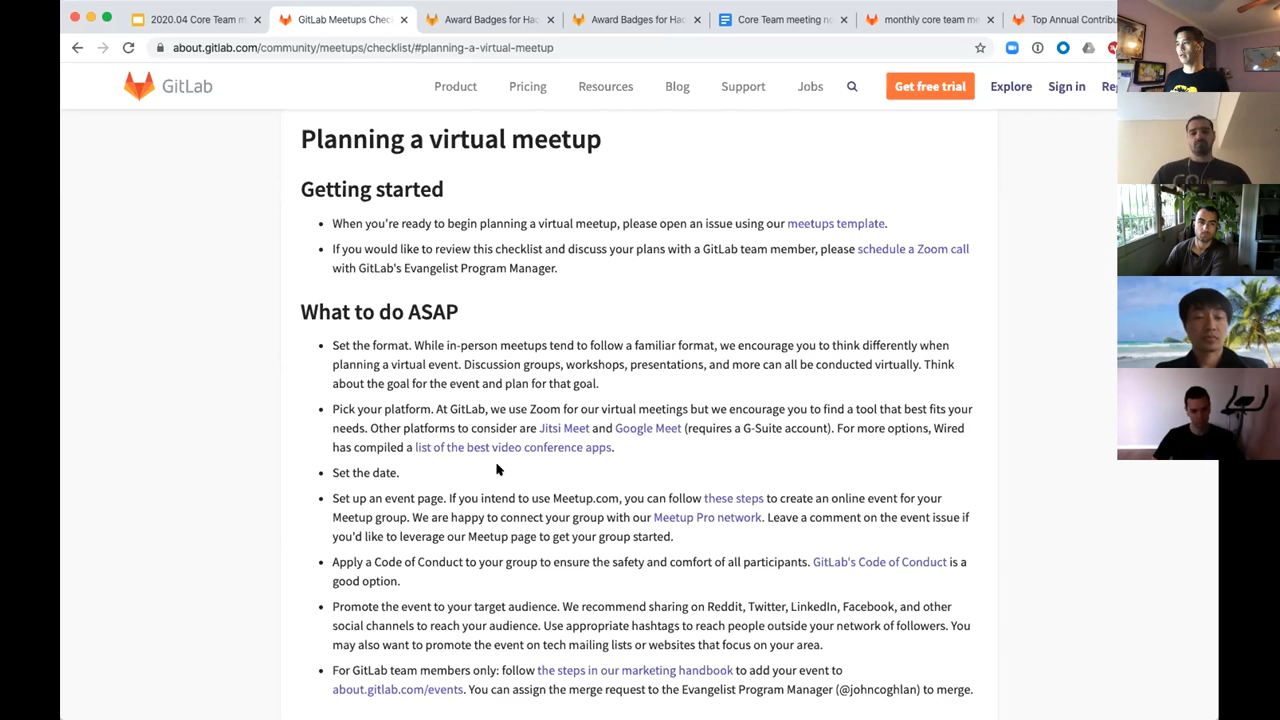 2020.04 Core Team m
GitLab Meetups Chec
Award Badges for Hac
Award Badges for Hac
Core Team meeting no
monthly core team me
Top Annual Contribu
about.gitlab.com/community/meetups/checklist/#planning-a-virtual-meetup
GitLab
Product
Pricing
Resources
Blog
Support
Jobs
Get free trial
Explore
Sign in
Planning a virtual meetup
Getting started
• When you're ready to begin planning a virtual meetup, please open an issue using our meetups template.
• If you would like to review this checklist and discuss your plans with a GitLab team member, please schedule a Zoom call
with GitLab's Evangelist Program Manager.
What to do ASAP
• Set the format. While in-person meetups tend to follow a familiar format, we encourage you to think differently when
planning a virtual event. Discussion groups, workshops, presentations, and more can all be conducted virtually. Think
about the goal for the event and plan for that goal.
• Pick your platform. At GitLab, we use Zoom for our virtual meetings but we encourage you to find a tool that best fits your
needs. Other platforms to consider are Jitsi Meet and Google Meet (requires a G-Suite account). For more options, Wired
has compiled a list of the best video conference apps.
• Set the date.
• Set up an event page. If you intend to use Meetup.com, you can follow these steps to create an online event for your
Meetup group. We are happy to connect your group with our Meetup Pro network. Leave a comment on the event issue if
you'd like to leverage our Meetup page to get your group started.
• Apply a Code of Conduct to your group to ensure the safety and comfort of all participants. GitLab's Code of Conduct is a
good option.
• Promote the event to your target audience. We recommend sharing on Reddit, Twitter, LinkedIn, Facebook, and other
social channels to reach your audience. Use appropriate hashtags to reach people outside your network of followers. You
may also want to promote the event on tech mailing lists or websites that focus on your area.
• For GitLab team members only: follow the steps in our marketing handbook to add your event to
about.gitlab.com/events. You can assign the merge request to the Evangelist Program Manager (@johncoghlan) to merge.